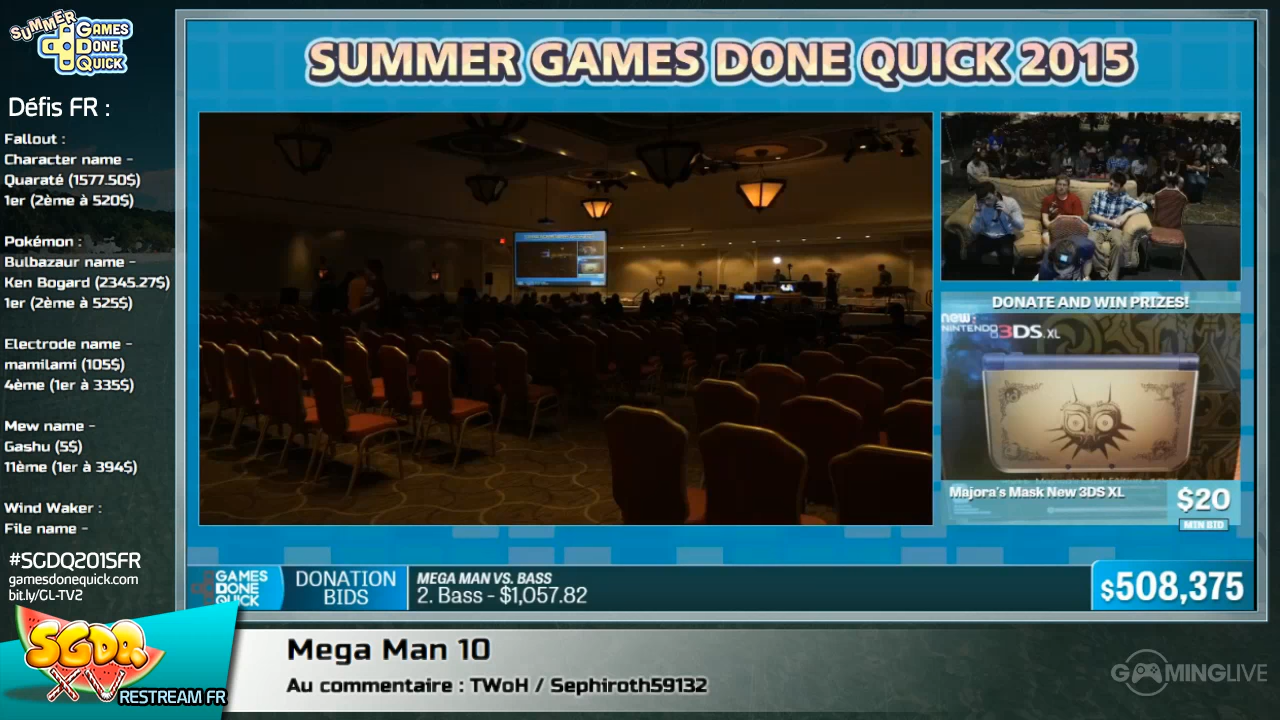 SUMMER
GAMES
DONE
QUICK
Défis FR :
Fallout :
Character name -
Quaraté (1577.50$)
1er (2ème à 520$)
Pokémon :
Bulbazaur name -
Ken Bogard (2345.27$)
1er (2ème à 525$)
Electrode name -
mamilami (105$)
4ème (1er à 335$)
Mew name -
Gashu (5$)
11ème (1er à 394$)
Wind Waker :
File name -
#SGDQ2015FR
gamesdonequick.com
bit.ly/GL-TV2
SGDQ
XV
RESTREAM FR
SUMMER GAMES DONE QUICK 2015
DONATE AND WIN PRIZES!
new
NINTENDO 3DS XL
Majora's Mask New 3DS XL
$20
MIN BID
GAMES
DONE
QUICK
DONATION
BIDS
MEGA MAN VS. BASS
2. Bass - $1,057.82
$508,375
Mega Man 10
Au commentaire : TWoH / Sephiroth59132
GAMINGLIVE